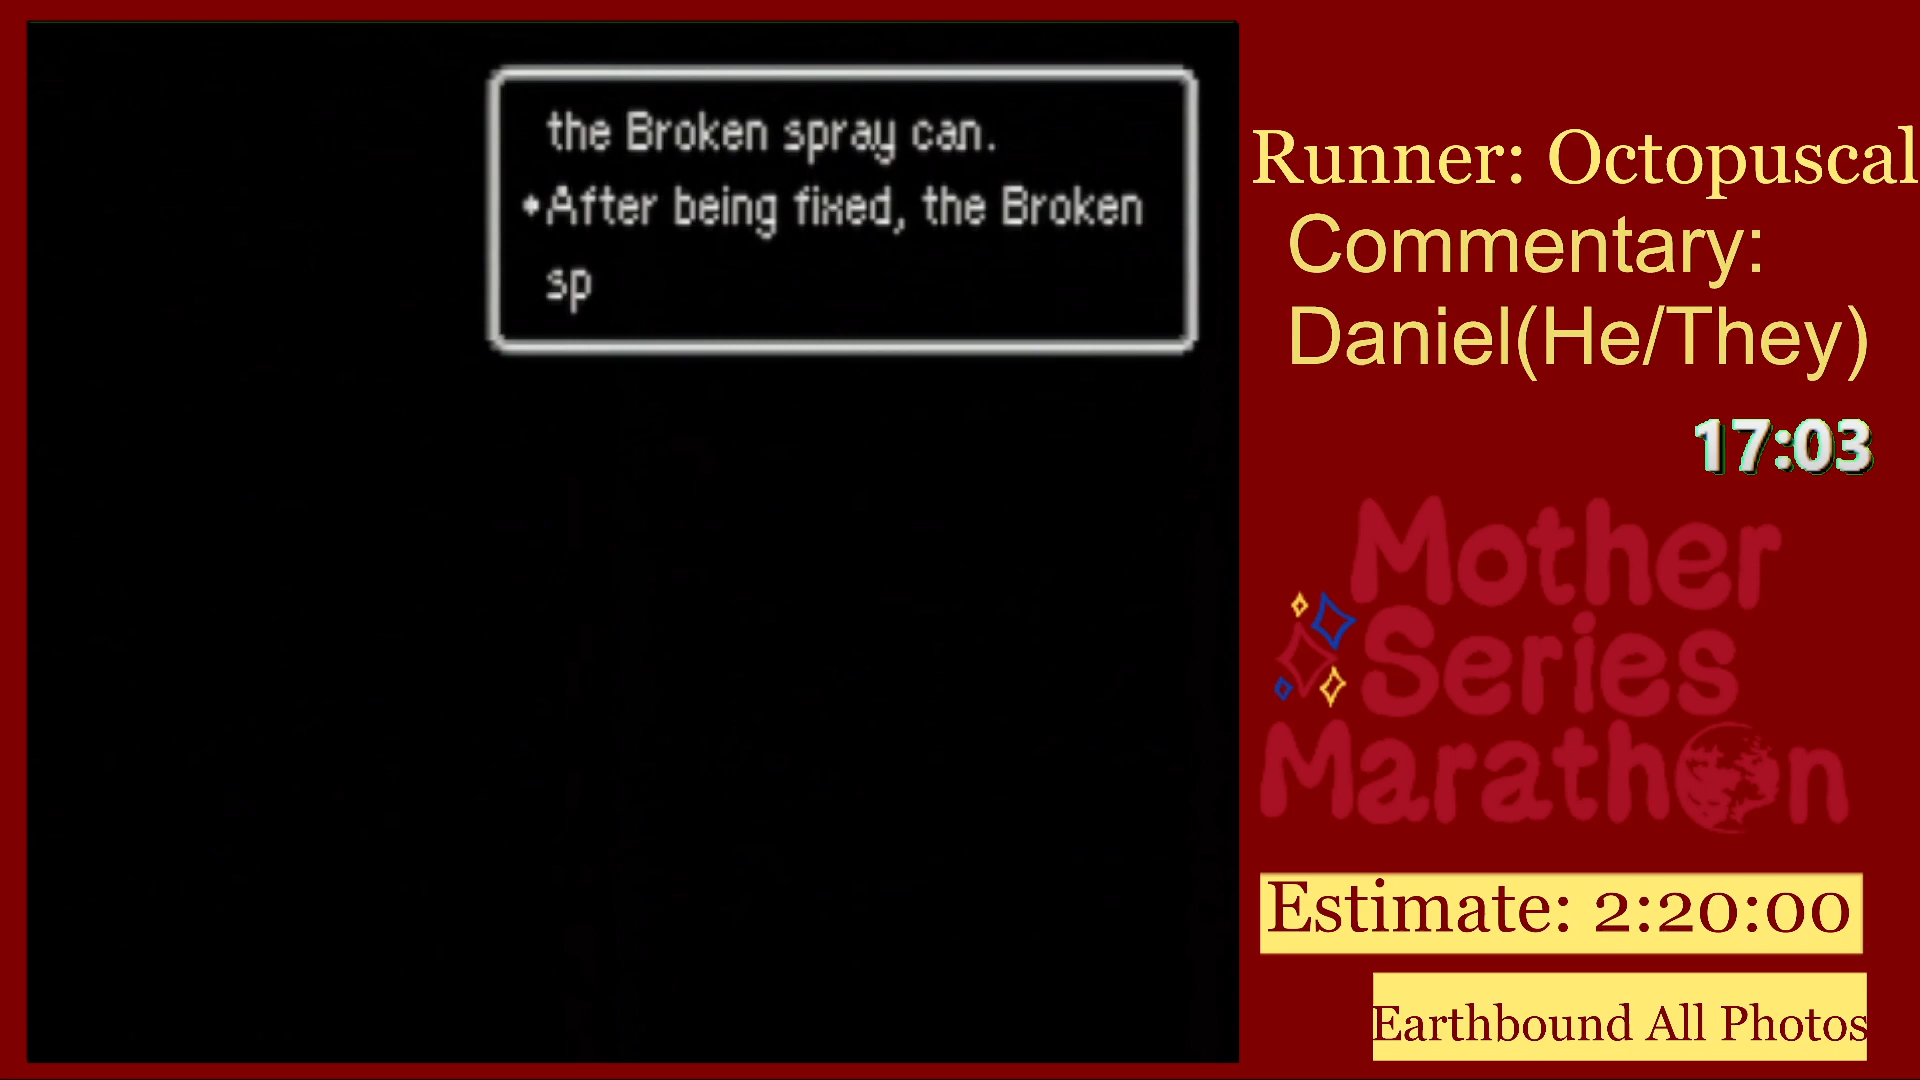 the Broken spray can.
•After being fixed, the Broken
sp
Runner: Octopuscal
Commentary:
Daniel(He/They)
17:03
Mother
Series
Marathon
Estimate: 2:20:00
Earthbound All Photos